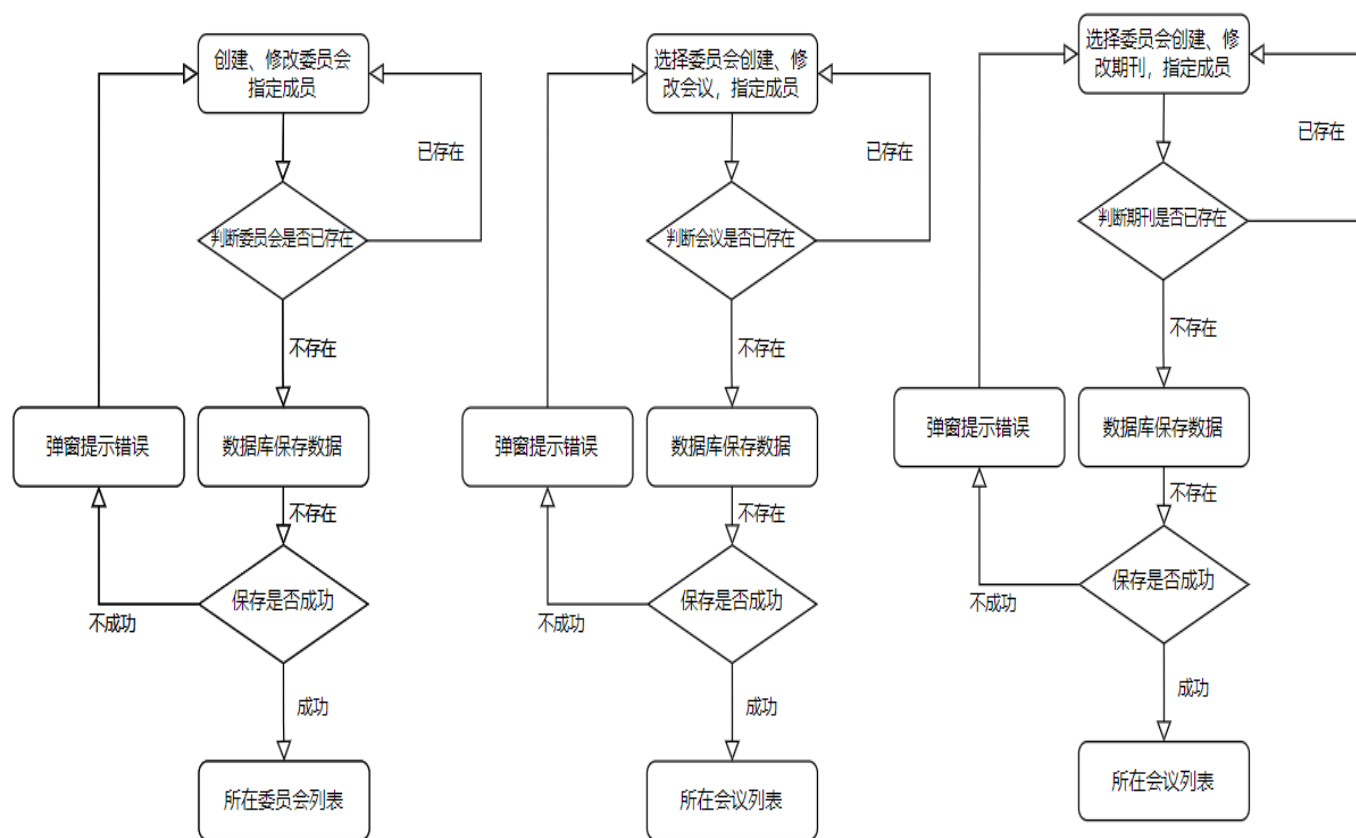 创建、修改委员会
指定成员
已存在
判断委员会是否已存在
不存在
弹窗提示错误
数据库保存数据
不存在
保存是否成功
不成功
成功
所在委员会列表
选择委员会创建、修
改会议，指定成员
已存在
判断会议是否已存在
不存在
弹窗提示错误
数据库保存数据
不存在
保存是否成功
不成功
成功
所在会议列表
选择委员会创建、修
改期刊，指定成员
已存在
判断期刊是否已存在
不存在
弹窗提示错误
数据库保存数据
不存在
保存是否成功
不成功
成功
所在会议列表